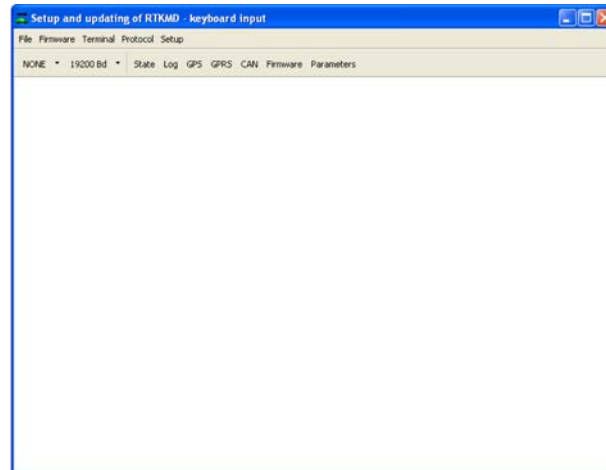 Setup and updating of RTKMD - keyboard input
File Firmware Terminal Protocol Setup
NONE 19200 Bd State Log GPS GPRS CAN Firmware Parameters